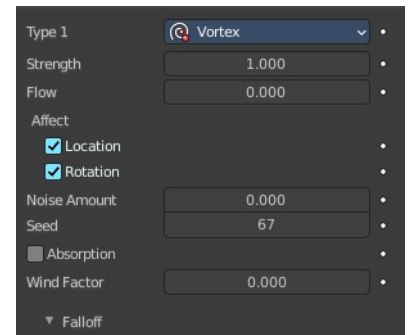 Type 1 Vortex
Strength 1.000
Flow 0.000
Affect
Location
Rotation
Noise Amount 0.000
Seed 67
Absorption
Wind Factor 0.000
Falloff